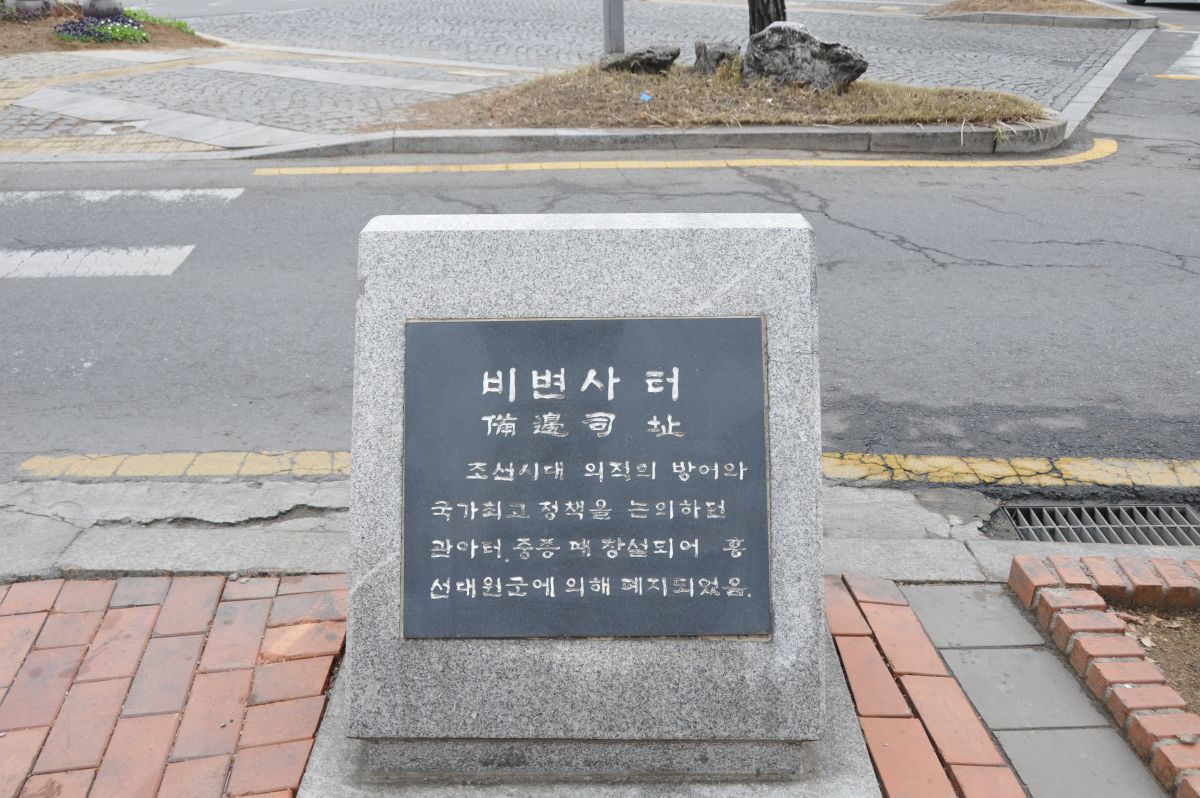 비변사 터
備邊司 址
조선시대 외적의 방어와
국가최고 정책을 논의하던
관아터. 중종 때 창설되어 흥
선대원군에 의해 폐지되었음.